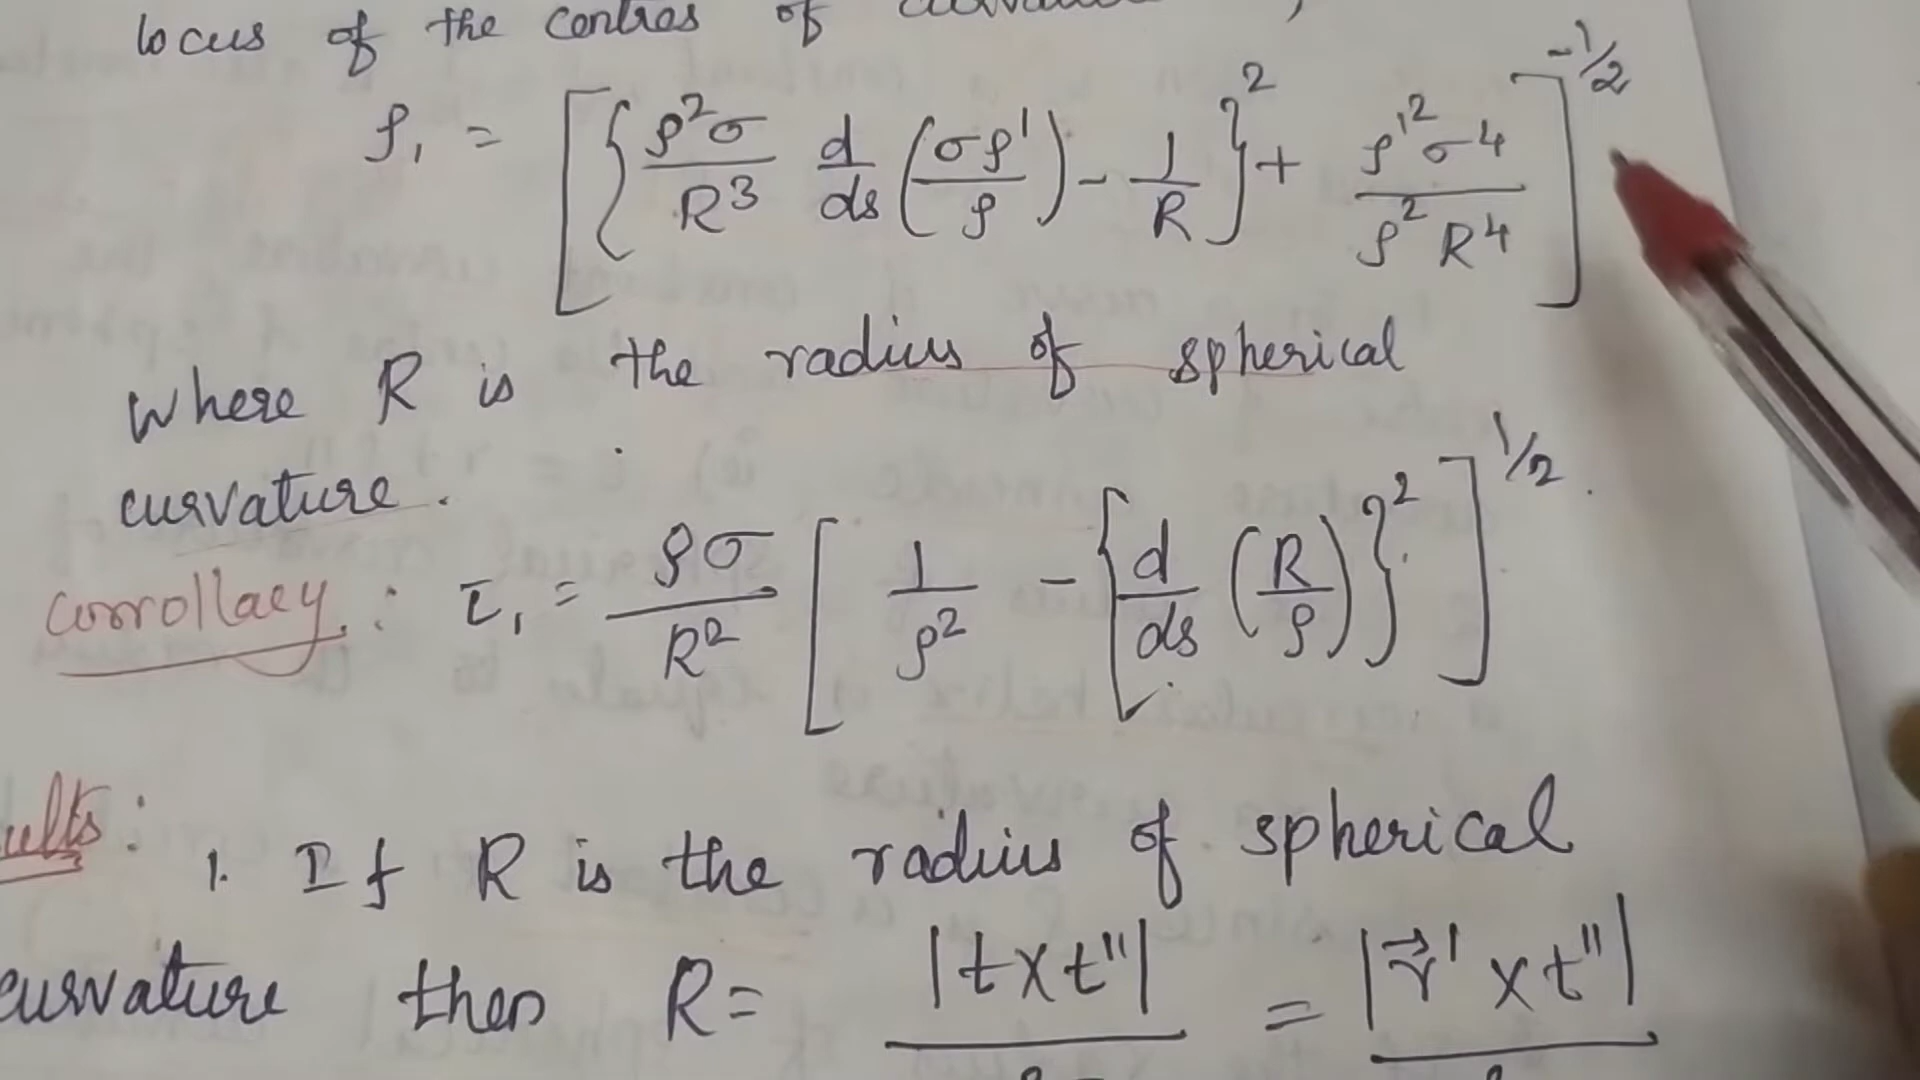 locus of the centres of
ρ₁ = [{ρ²σ/R³ d/ds (σρ'/ρ) - 1/R}² + ρ'²σ⁴/ρ²R⁴]^-1/2
where R is the radius of spherical
curvature.
Corrollaey : τ₁ = ρσ/R² [1/ρ² - {d/ds (R/ρ)}²]^1/2.
ults : 1. If R is the radius of spherical
curvature then R = |t×t''| = |r⃗' × t''|